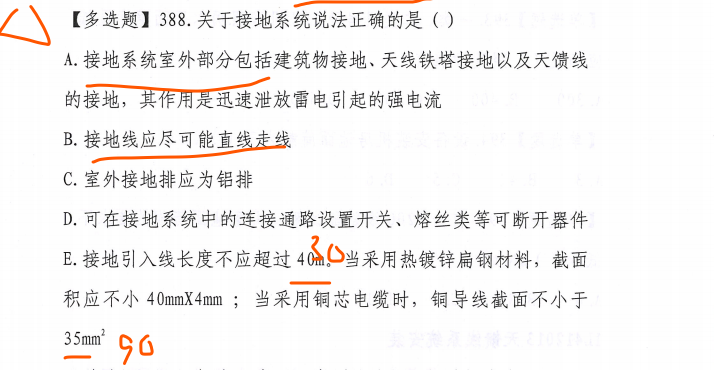 【多选题】388.关于接地系统说法正确的是（ ）
A.接地系统室外部分包括建筑物接地、天线铁塔接地以及天馈线
的接地，其作用是迅速泄放雷电引起的强电流
B.接地线应尽可能直线走线
C.室外接地排应为铝排
D.可在接地系统中的连接通路设置开关、熔丝类等可断开器件
30
E.接地引入线长度不应超过 40m。当采用热镀锌扁钢材料，截面
积应不小 40mmX4mm ；当采用铜芯电缆时，铜导线截面不小于
35mm² 90